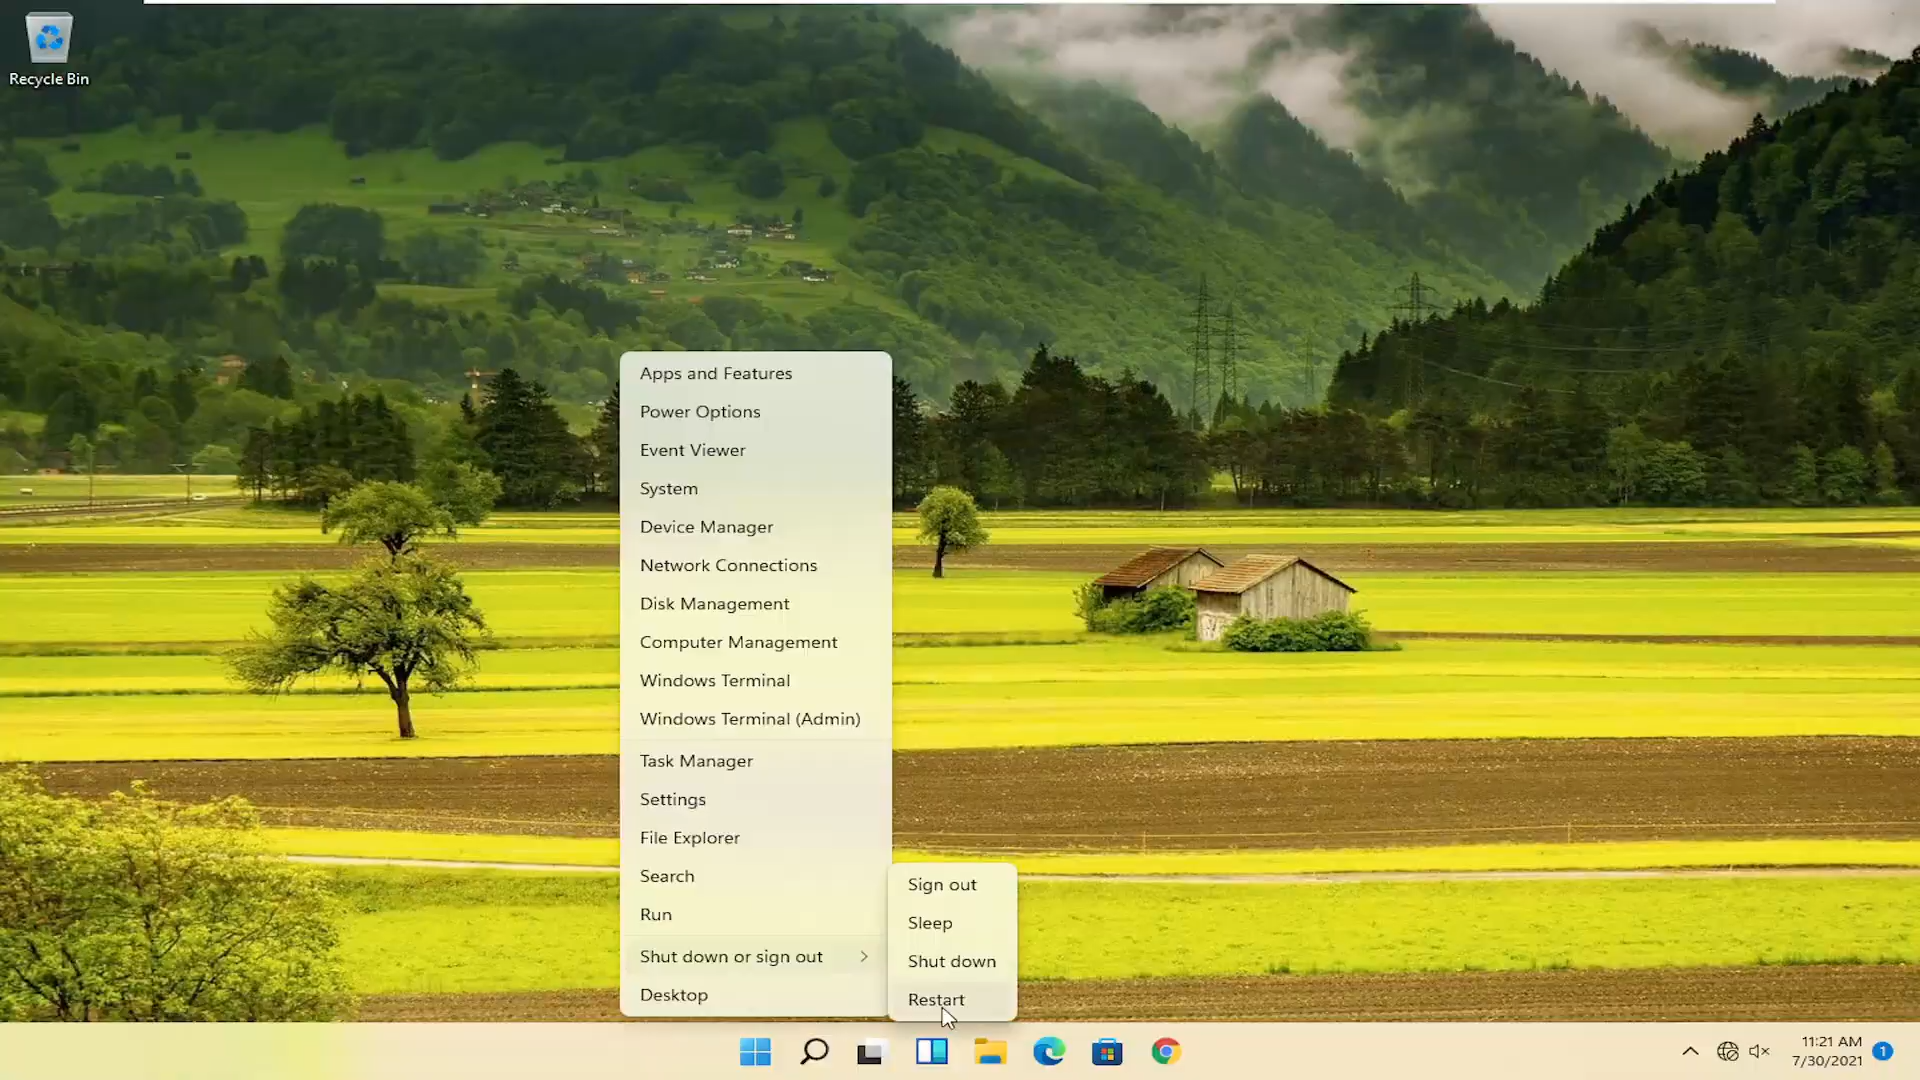 Recycle Bin
Apps and Features
Power Options
Event Viewer
System
Device Manager
Network Connections
Disk Management
Computer Management
Windows Terminal
Windows Terminal (Admin)
Task Manager
Settings
File Explorer
Search
Run
Shut down or sign out
Desktop
Sign out
Sleep
Shut down
Restart
11:21 AM
7/30/2021
1